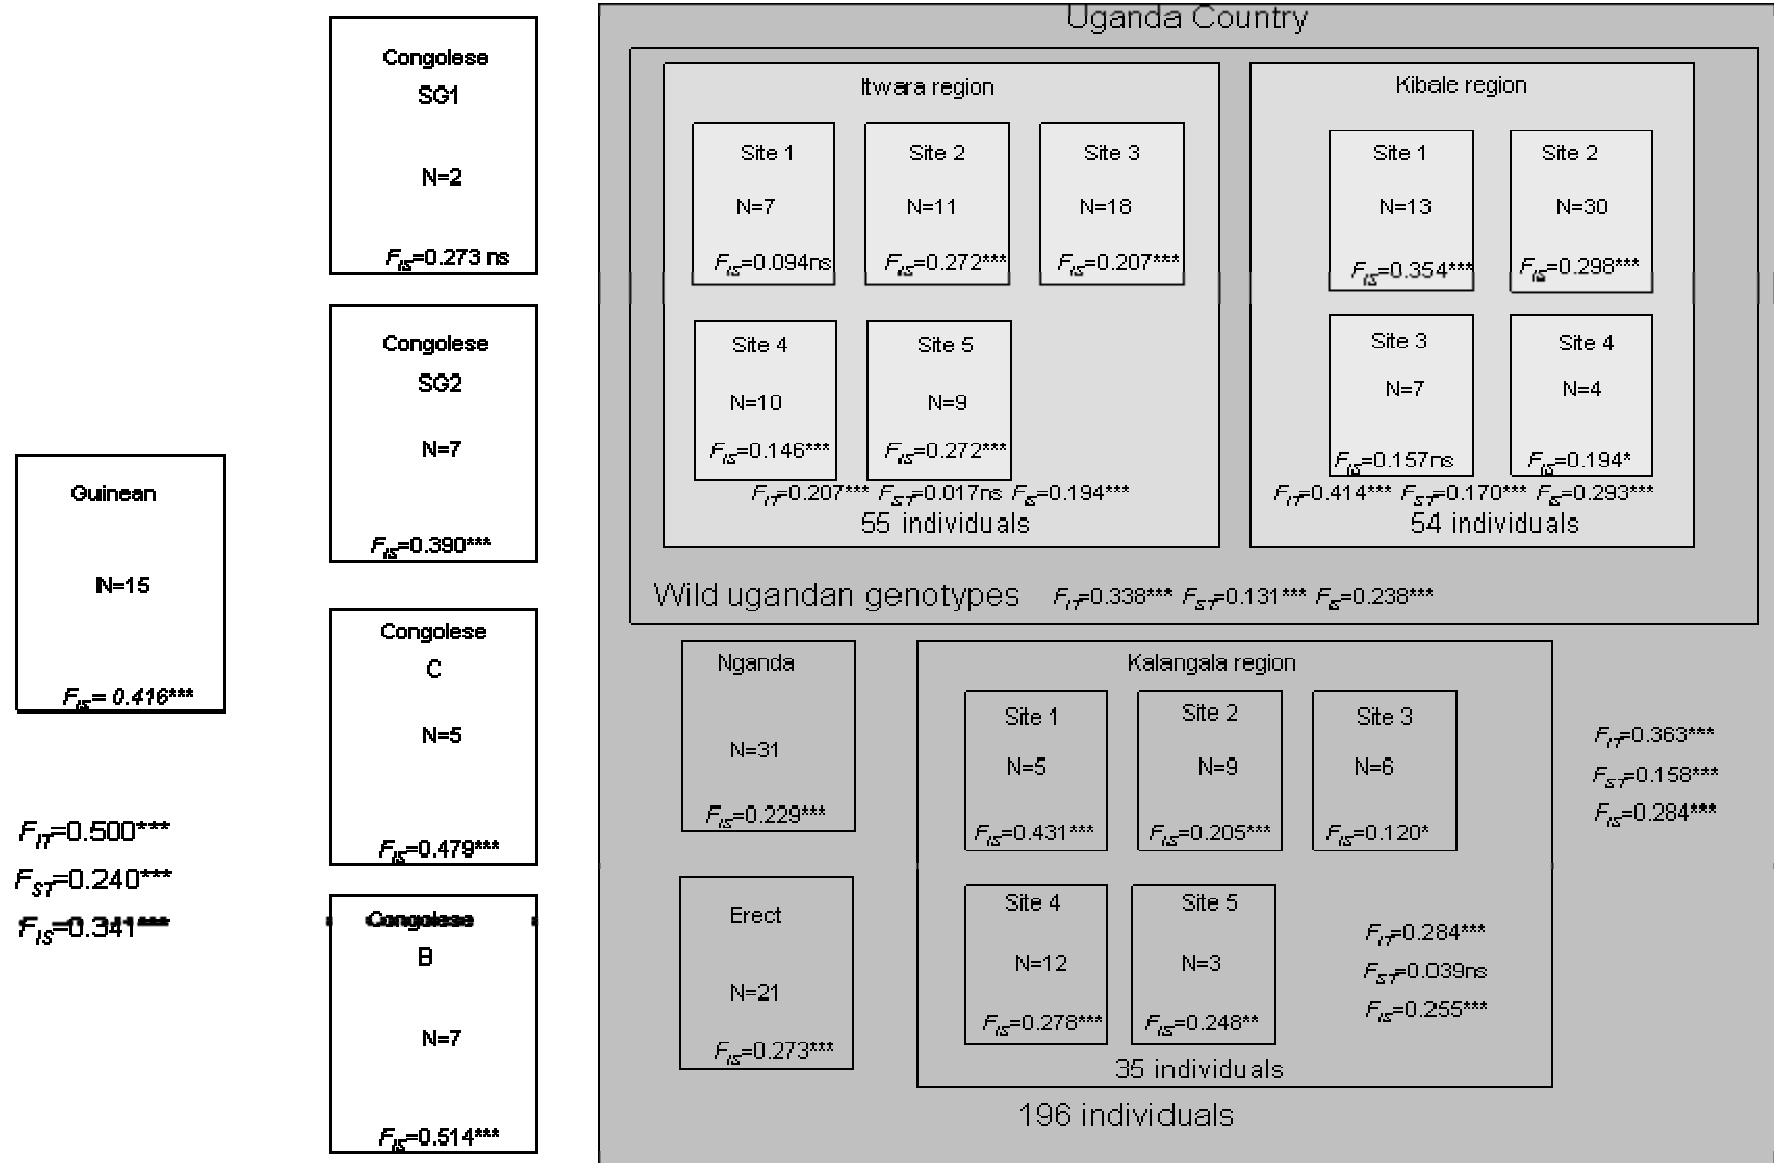 Guinean
N=15
FIS= 0.416***
FIT=0.500***
FST=0.240***
FIS=0.341***
Congolese
SG1
N=2
FIS=0.273 ns
Congolese
SG2
N=7
FIS=0.390***
Congolese
C
N=5
FIS=0.479***
Congolese
B
N=7
FIS=0.514***
Uganda Country
Itwara region
Site 1
N=7
FIS=0.094ns
Site 2
N=11
FIS=0.272***
Site 3
N=18
FIS=0.207***
Site 4
N=10
FIS=0.146***
Site 5
N=9
FIS=0.272***
FIT=0.207*** FST=0.017ns FIS=0.194***
55 individuals
Kibale region
Site 1
N=13
FIS=0.354***
Site 2
N=30
FIS=0.298***
Site 3
N=7
FIS=0.157ns
Site 4
N=4
FIS=0.194*
FIT=0.414*** FST=0.170*** FIS=0.293***
54 individuals
Wild ugandan genotypes FIT=0.338*** FST=0.131*** FIS=0.238***
Nganda
N=31
FIS=0.229***
Erect
N=21
FIS=0.273***
Kalangala region
Site 1
N=5
FIS=0.431***
Site 2
N=9
FIS=0.205***
Site 3
N=6
FIS=0.120*
Site 4
N=12
FIS=0.278***
Site 5
N=3
FIS=0.248**
FIT=0.284***
FST=0.039ns
FIS=0.255***
35 individuals
FIT=0.363***
FST=0.158***
FIS=0.284***
196 individuals